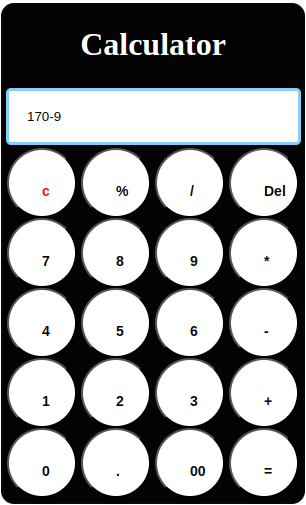 Calculator
170-9
c % / Del
7 8 9 *
4 5 6 -
1 2 3 +
0 . 00 =